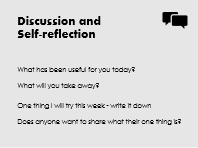 Discussion and
Self-reflection
What has been useful for you today?
What will you take away?
One thing I will try this week - write it down
Does anyone want to share what their one thing is?